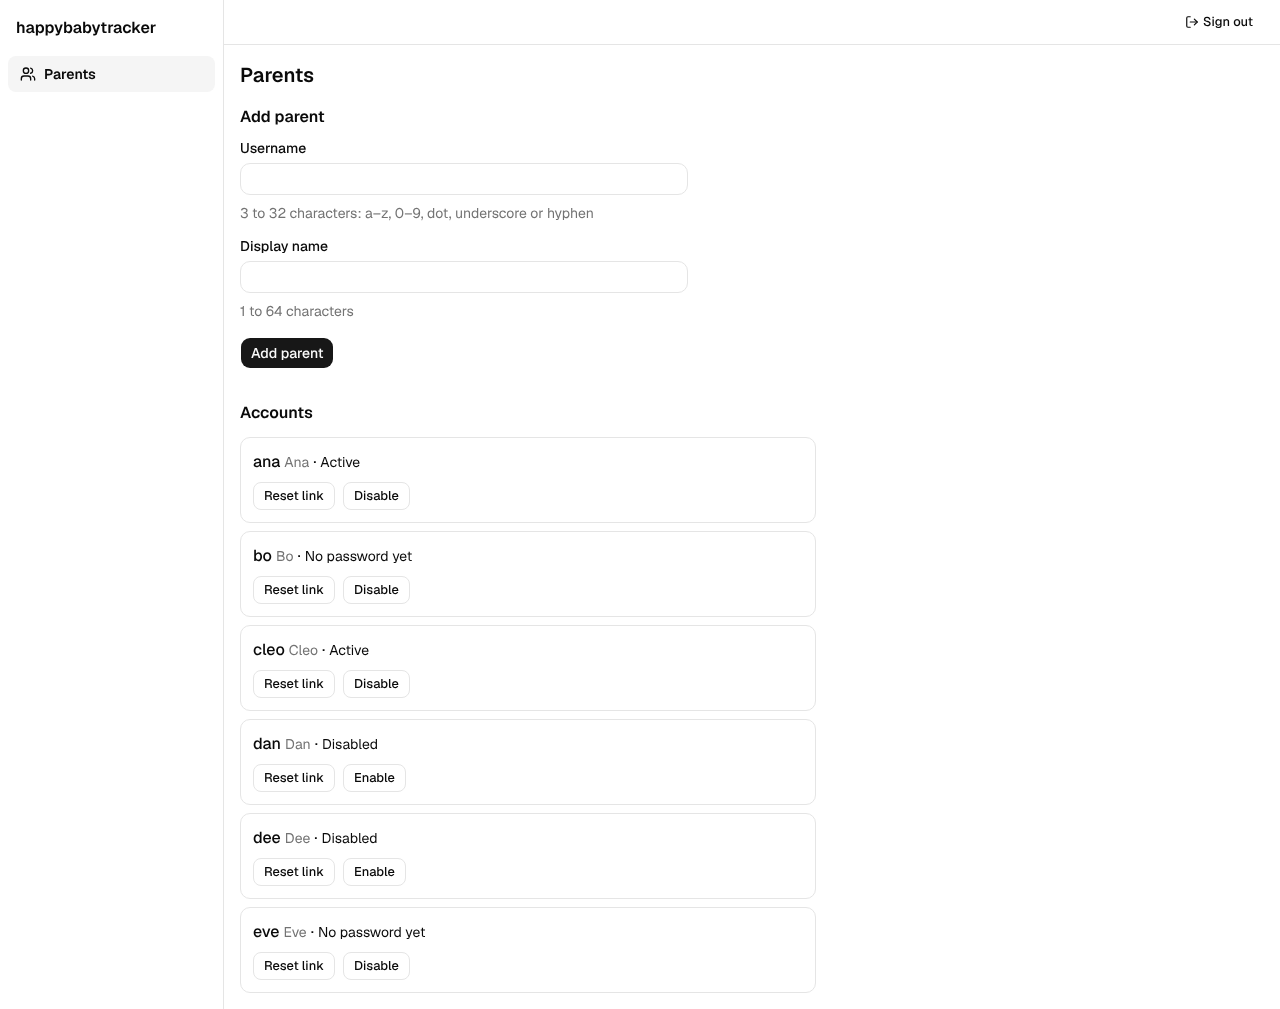 happybabytracker
Sign out
Parents
Parents
Add parent
Username
3 to 32 characters: a–z, 0–9, dot, underscore or hyphen
Display name
1 to 64 characters
Add parent
Accounts
ana Ana · Active
Reset link Disable
bo Bo · No password yet
Reset link Disable
cleo Cleo · Active
Reset link Disable
dan Dan · Disabled
Reset link Enable
dee Dee · Disabled
Reset link Enable
eve Eve · No password yet
Reset link Disable